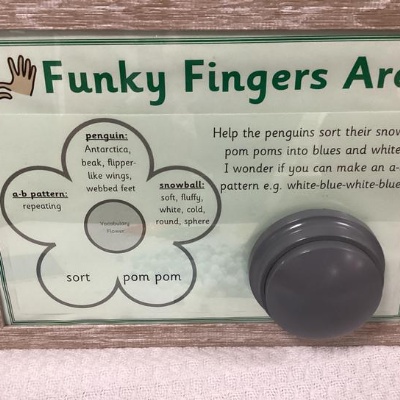 Funky Fingers Are
Help the penguins sort their snow
pom poms into blues and white
I wonder if you can make an a-
pattern e.g. white-blue-white-blue
penguin:
Antarctica,
beak, flipper-
like wings,
webbed feet
a-b pattern:
repeating
snowball:
soft, fluffy,
white, cold,
round, sphere
Vocabulary
Flower
sort
pom pom